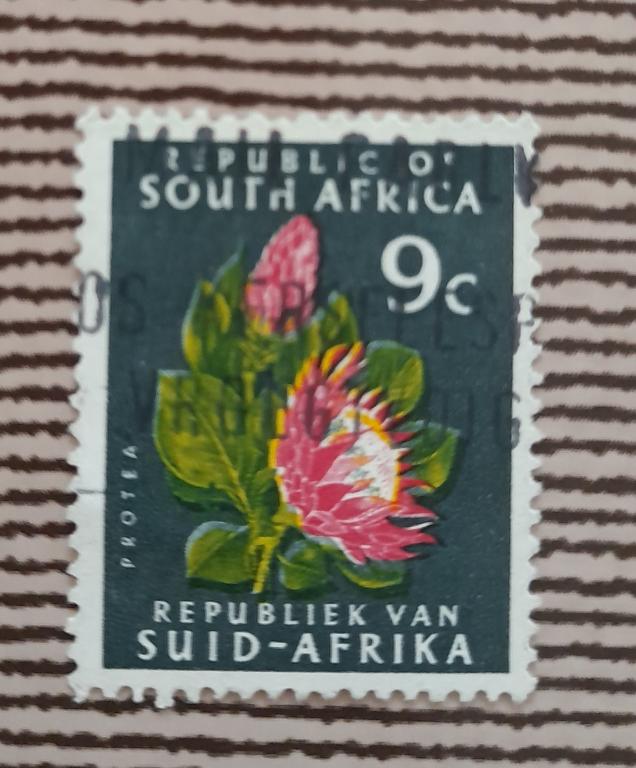 REPUBLIC OF
SOUTH AFRICA
9c
PROTEA
REPUBLIEK VAN
SUID-AFRIKA